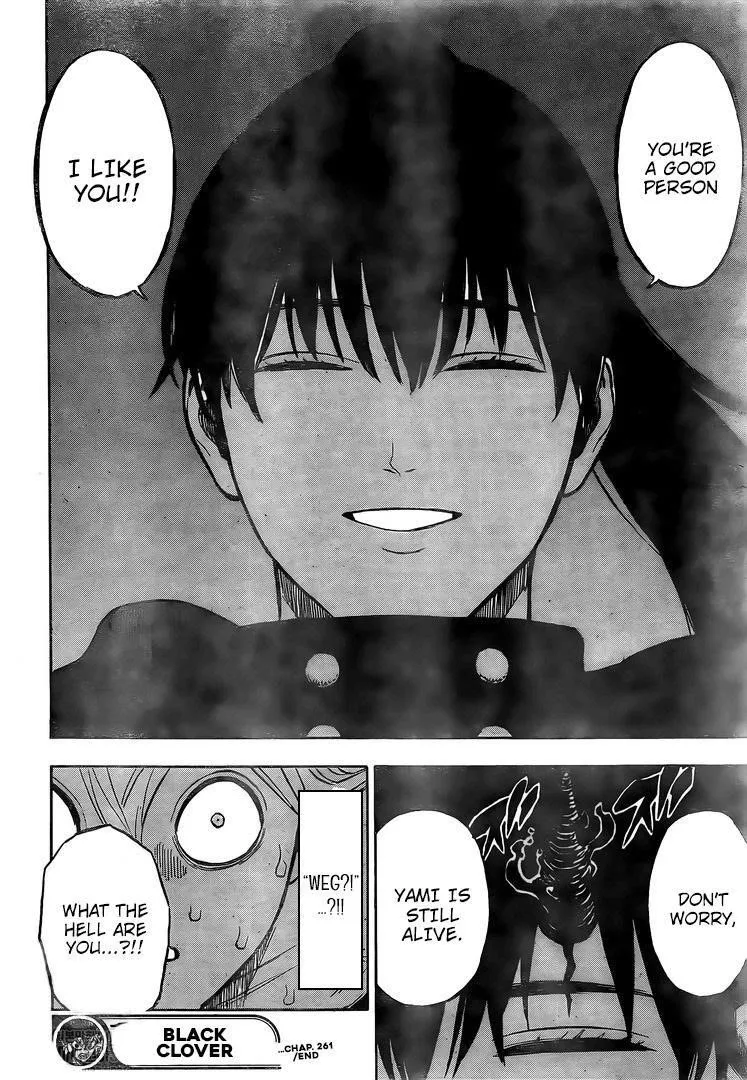 YOU'RE
A GOOD
PERSON
I LIKE
YOU!!
DON'T
WORRY,
YAMI IS
STILL
ALIVE.
"WEG?!"
...?!!
WHAT THE
HELL ARE
YOU...?!!
BLACK
CLOVER
...CHAP. 261
/END